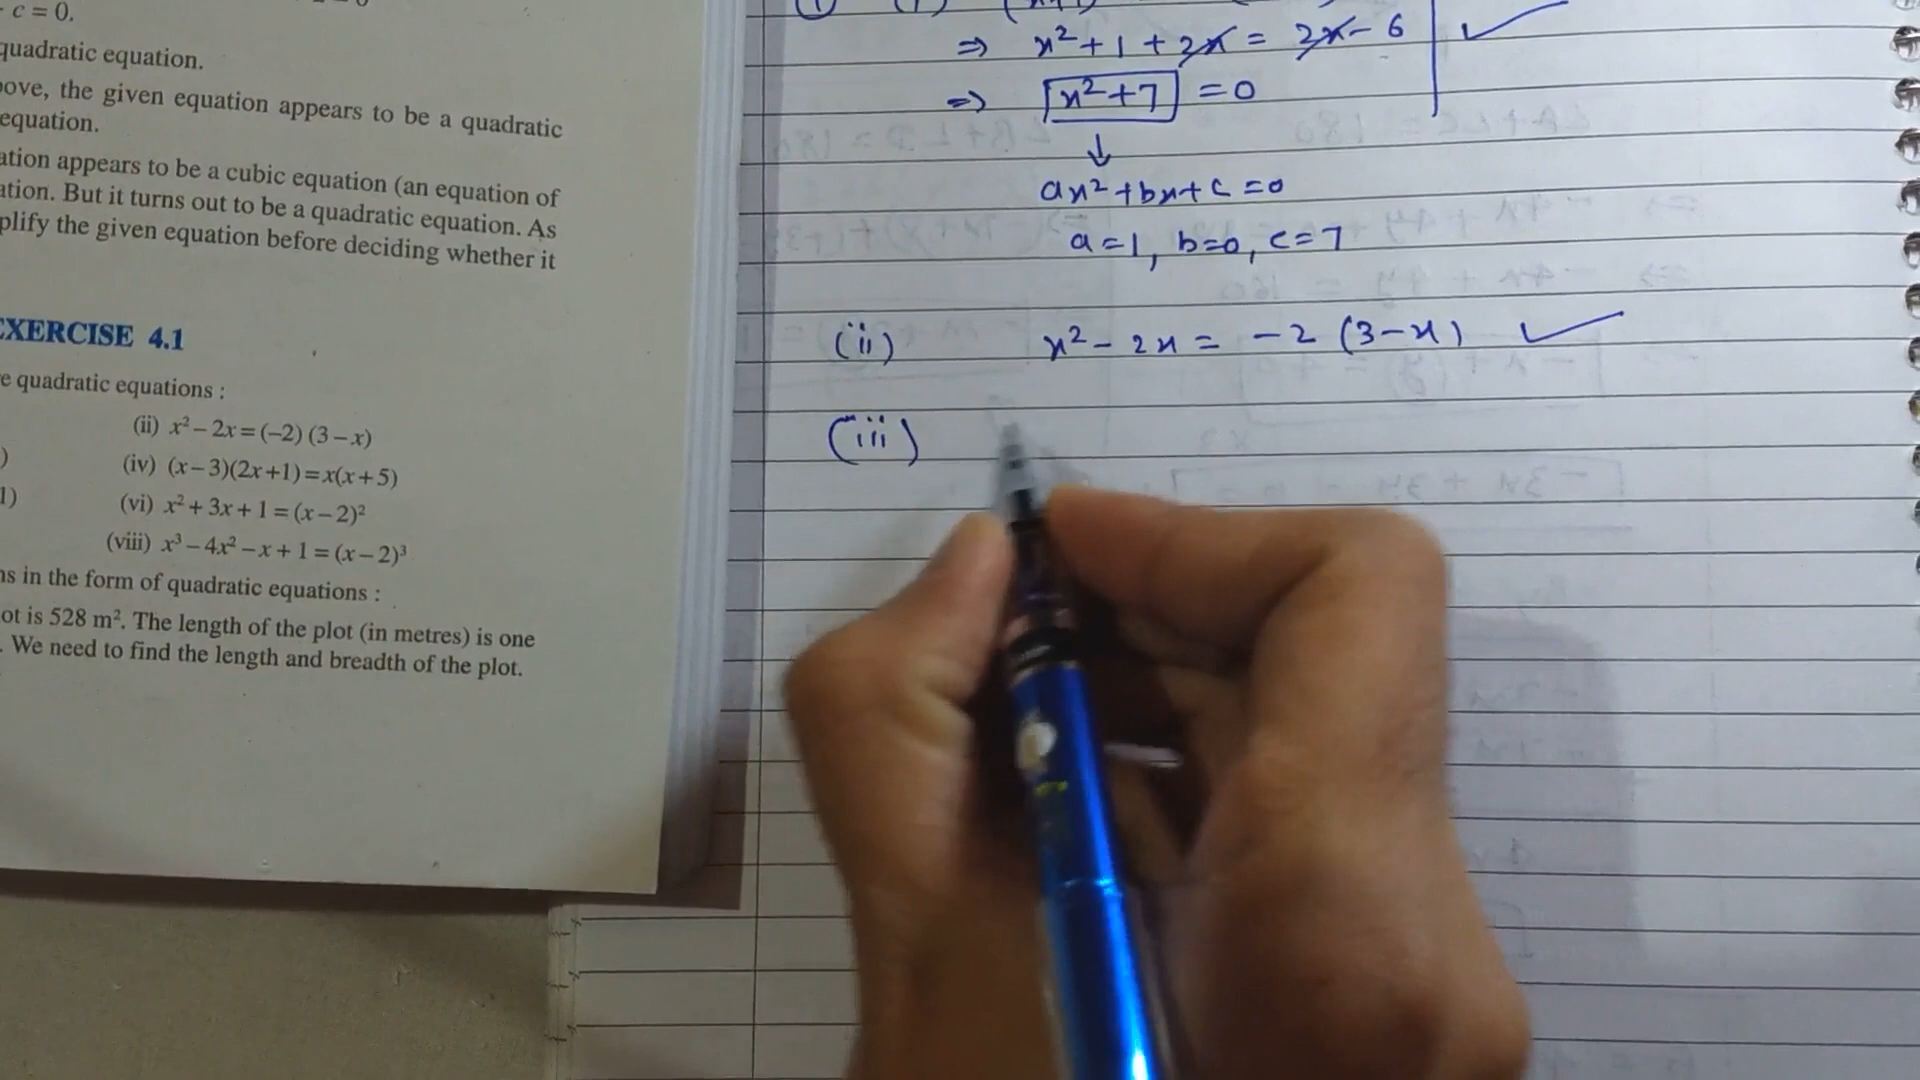 c = 0.
quadratic equation.
ove, the given equation appears to be a quadratic
equation.
ation appears to be a cubic equation (an equation of
ation. But it turns out to be a quadratic equation. As
plify the given equation before deciding whether it
EXERCISE 4.1
e quadratic equations :
(ii) x² – 2x = (–2) (3 – x)
(iv) (x – 3)(2x + 1) = x(x + 5)
1) (vi) x² + 3x + 1 = (x – 2)²
(viii) x³ – 4x² – x + 1 = (x – 2)³
ns in the form of quadratic equations :
ot is 528 m². The length of the plot (in metres) is one
. We need to find the length and breadth of the plot.
⇒ x² + 1 + 2x = 2x - 6 ✓
⇒ x² + 7 = 0
↓
ax² + bx + c = 0
a = 1, b = 0, c = 7
(ii) x² - 2x = -2 (3 - x) ✓
(iii)